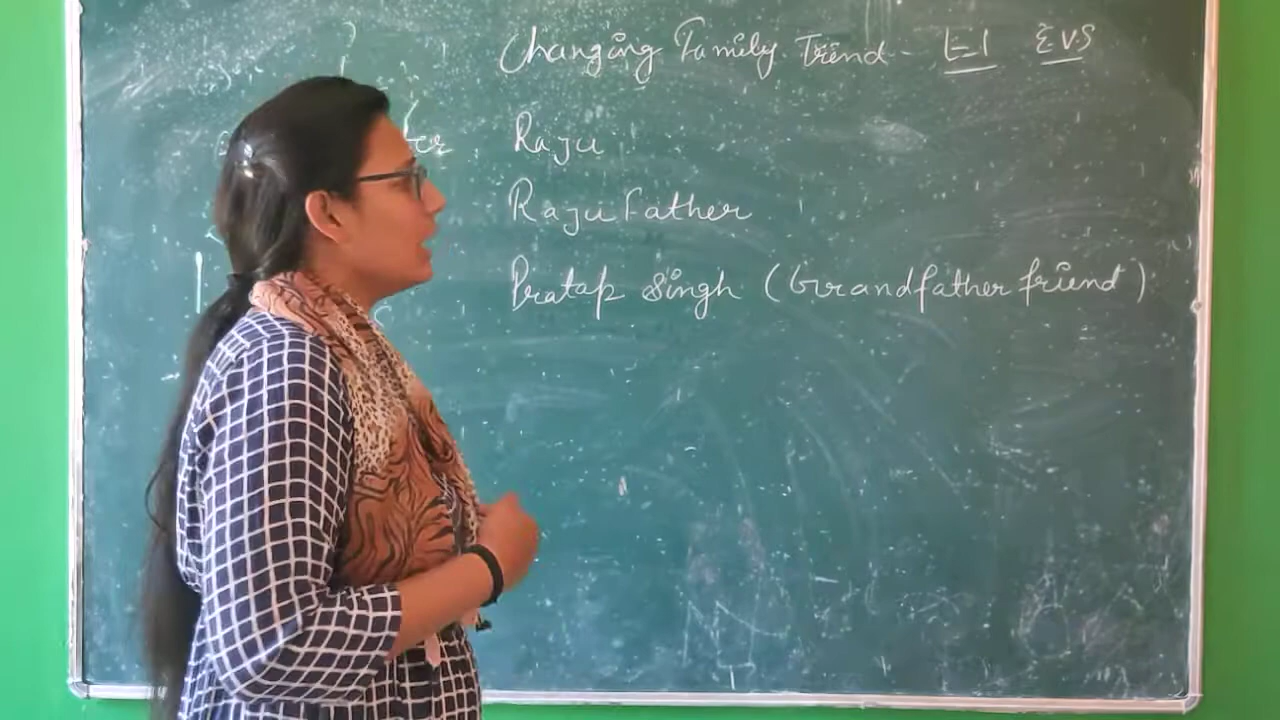 Changing Family Trend - L-1 EVS
Raju
Raju Father
Pratap Singh (Grandfather friend)